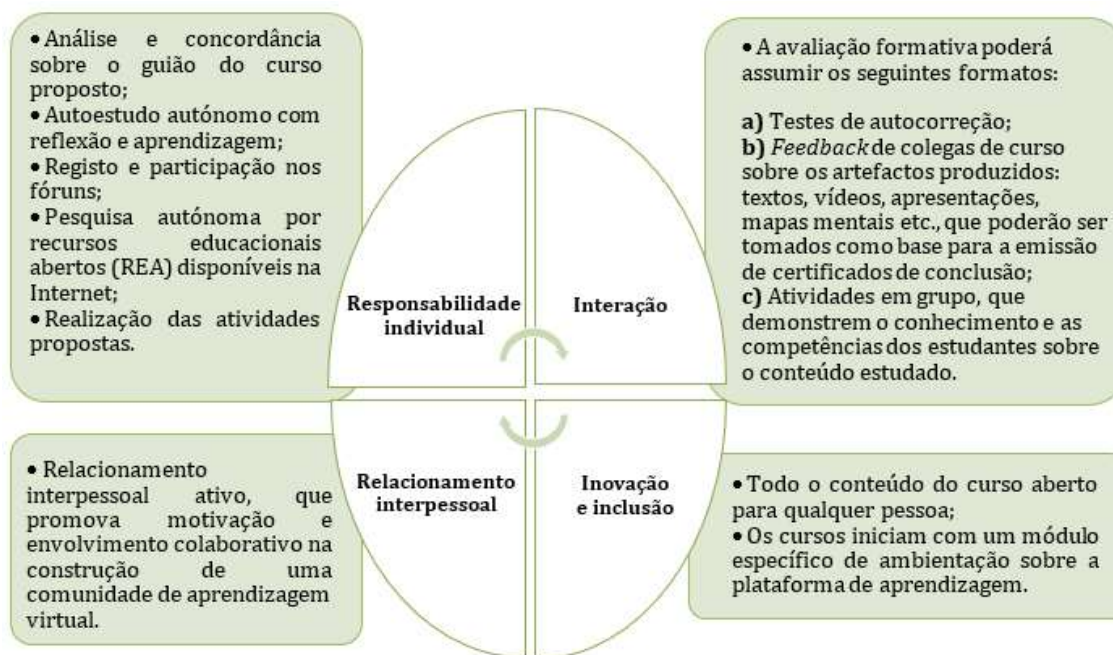 • Análise e concordância
sobre o guião do curso
proposto;
• Autoestudo autónomo com
reflexão e aprendizagem;
• Registo e participação nos
fóruns;
• Pesquisa autónoma por
recursos educacionais
abertos (REA) disponíveis na
Internet;
• Realização das atividades
propostas.
Responsabilidade
individual
Interação
• A avaliação formativa poderá
assumir os seguintes formatos:
a) Testes de autocorreção;
b) Feedback de colegas de curso
sobre os artefactos produzidos:
textos, vídeos, apresentações,
mapas mentais etc., que poderão ser
tomados como base para a emissão
de certificados de conclusão;
c) Atividades em grupo, que
demonstrem o conhecimento e as
competências dos estudantes sobre
o conteúdo estudado.
• Relacionamento
interpessoal ativo, que
promova motivação e
envolvimento colaborativo na
construção de uma
comunidade de aprendizagem
virtual.
Relacionamento
interpessoal
Inovação
e inclusão
• Todo o conteúdo do curso aberto
para qualquer pessoa;
• Os cursos iniciam com um módulo
específico de ambientação sobre a
plataforma de aprendizagem.